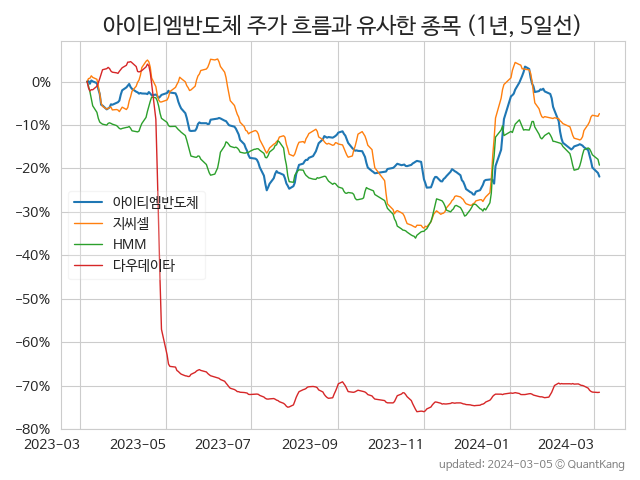 아이티엠반도체 주가 흐름과 유사한 종목 (1년, 5일선)
0%
−10%
−20%
−30%
−40%
−50%
−60%
−70%
−80%
아이티엠반도체
지씨셀
HMM
다우데이타
2023-03 2023-05 2023-07 2023-09 2023-11 2024-01 2024-03
updated: 2024-03-05 © QuantKang